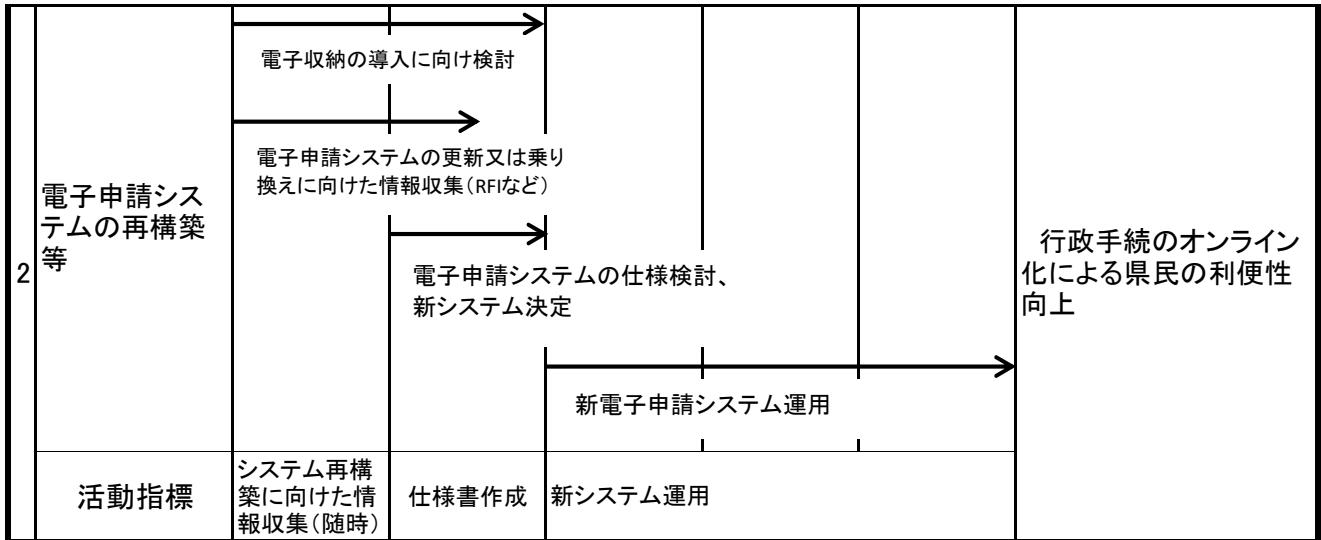 2
電子申請シス
テムの再構築
等
電子収納の導入に向け検討
電子申請システムの更新又は乗り
換えに向けた情報収集(RFIなど)
電子申請システムの仕様検討、
新システム決定
新電子申請システム運用
行政手続のオンライン
化による県民の利便性
向上
活動指標
システム再構
築に向けた情
報収集(随時)
仕様書作成
新システム運用